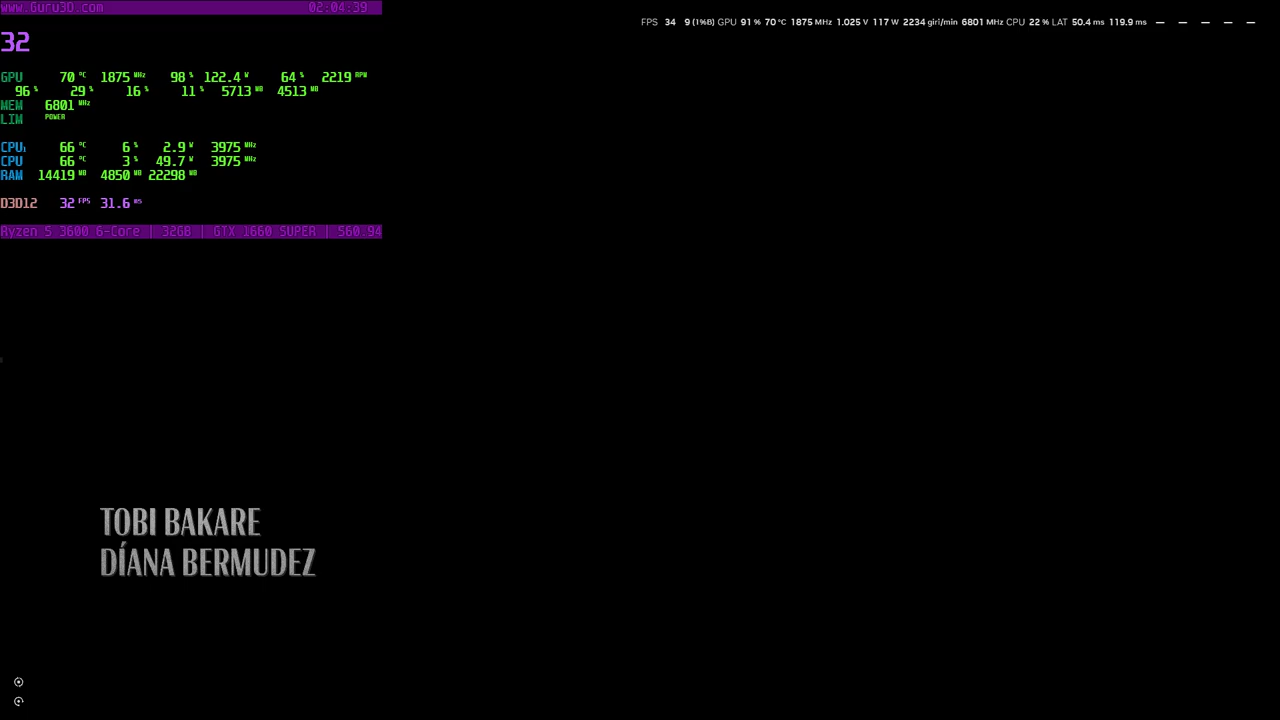 www.Guru3D.com 02:04:39
FPS 34 9 (1%B) GPU 91 % 70 °C 1875 MHz 1.025 V 117 W 2234 giri/min 6801 MHz CPU 22 % LAT 50.4 ms 119.9 ms — — — — —
32
GPU 70 °C 1875 MHz 98 % 122.4 W 64 % 2219 RPM
96 % 29 % 16 % 11 % 5713 MB 4513 MB
MEM 6801 MHz
LIM POWER
CPU1 66 °C 6 % 2.9 W 3975 MHz
CPU 66 °C 3 % 49.7 W 3975 MHz
RAM 14419 MB 4850 MB 22298 MB
D3D12 32 FPS 31.6 ms
Ryzen 5 3600 6-Core | 32GB | GTX 1660 SUPER | 560.94
TOBI BAKARE
DÍANA BERMUDEZ